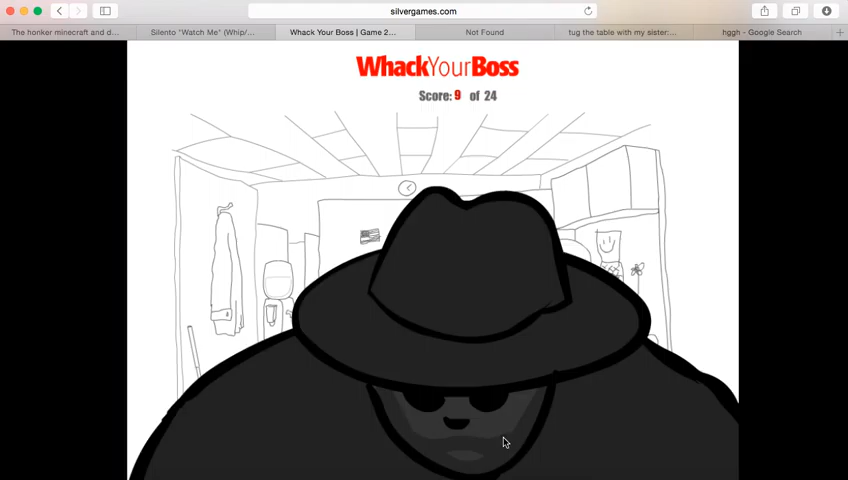 silvergames.com
The honker minecraft and d...
Silento "Watch Me" (Whip/...
Whack Your Boss | Game 2...
Not Found
tug the table with my sister:...
hggh - Google Search
WhackYourBoss
Score: 9 of 24